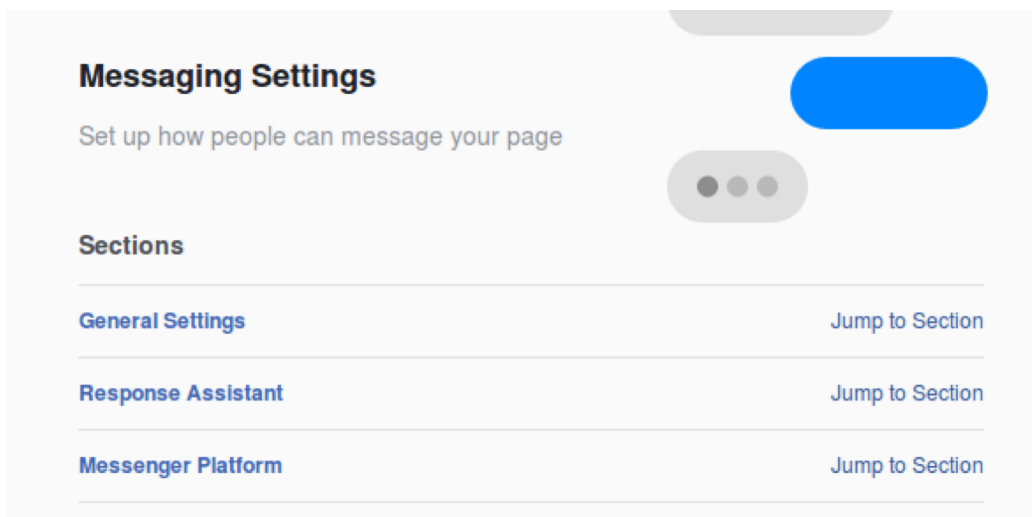 Messaging Settings
Set up how people can message your page
Sections
General Settings Jump to Section
Response Assistant Jump to Section
Messenger Platform Jump to Section